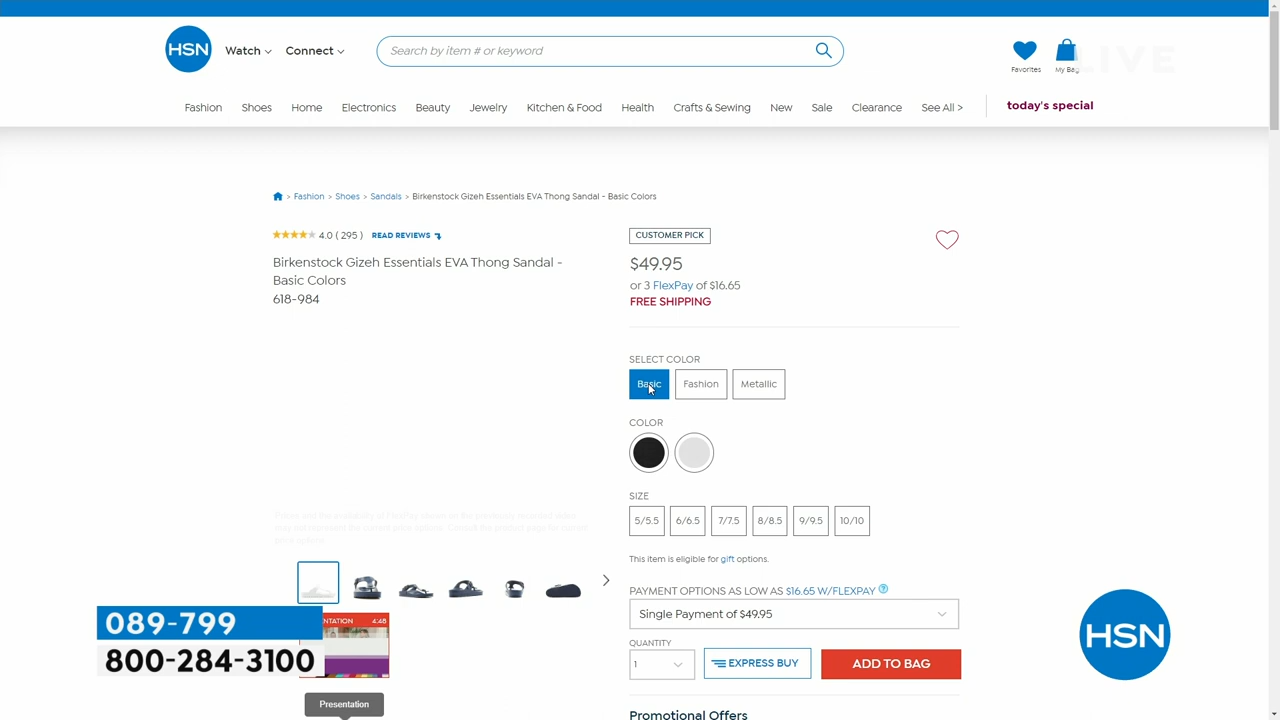 HSN
Watch
Connect
Search by item # or keyword
Favorites
My Bag
LIVE
Fashion
Shoes
Home
Electronics
Beauty
Jewelry
Kitchen & Food
Health
Crafts & Sewing
New
Sale
Clearance
See All >
today's special
> Fashion > Shoes > Sandals > Birkenstock Gizeh Essentials EVA Thong Sandal - Basic Colors
4.0 ( 295 ) READ REVIEWS
Birkenstock Gizeh Essentials EVA Thong Sandal -
Basic Colors
618-984
CUSTOMER PICK
$49.95
or 3 FlexPay of $16.65
FREE SHIPPING
SELECT COLOR
Basic
Fashion
Metallic
COLOR
SIZE
5/5.5
6/6.5
7/7.5
8/8.5
9/9.5
10/10
This item is eligible for gift options.
PAYMENT OPTIONS AS LOW AS $16.65 W/FLEXPAY
Single Payment of $49.95
QUANTITY
1
EXPRESS BUY
ADD TO BAG
Promotional Offers
NTATION 4:48
089-799
800-284-3100
Presentation
HSN